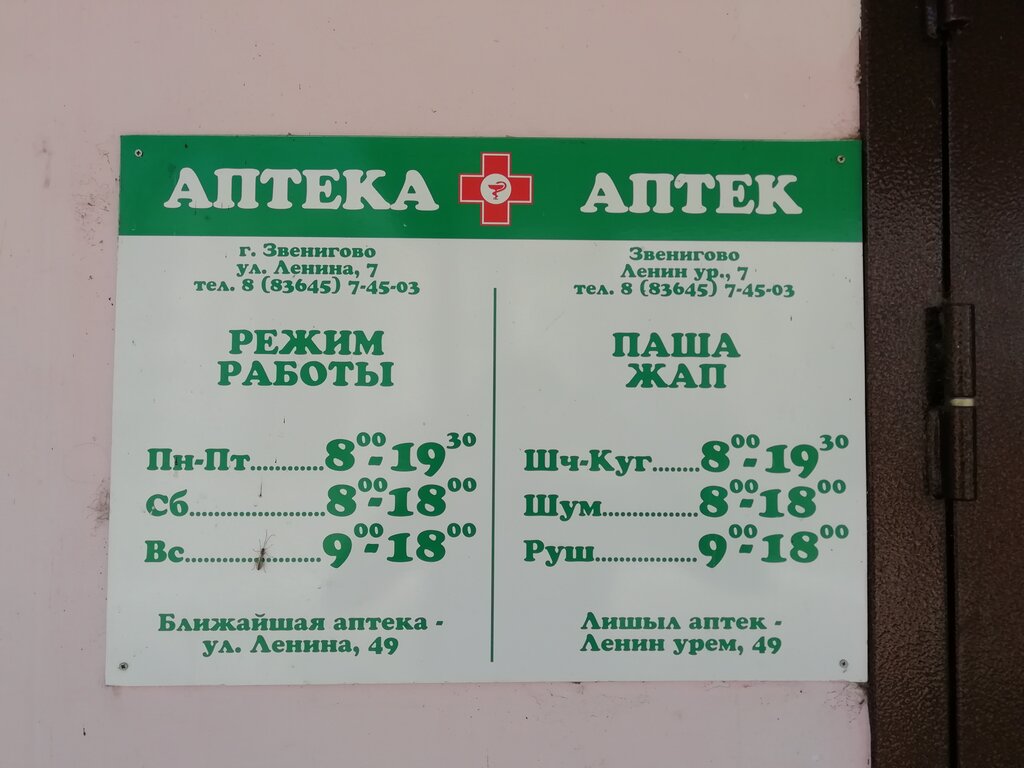 АПТЕКА
г. Звенигово
ул. Ленина, 7
тел. 8 (83645) 7-45-03
РЕЖИМ
РАБОТЫ
Пн-Пт............8⁰⁰-19³⁰
Сб......................8⁰⁰-18⁰⁰
Вс......................9⁰⁰-18⁰⁰
Ближайшая аптека -
ул. Ленина, 49
АПТЕК
Звенигово
Ленин ур., 7
тел. 8 (83645) 7-45-03
ПАША
ЖАП
Шч-Куг........8⁰⁰-19³⁰
Шум...............8⁰⁰-18⁰⁰
Руш................9⁰⁰-18⁰⁰
Лишыл аптек -
Ленин урем, 49